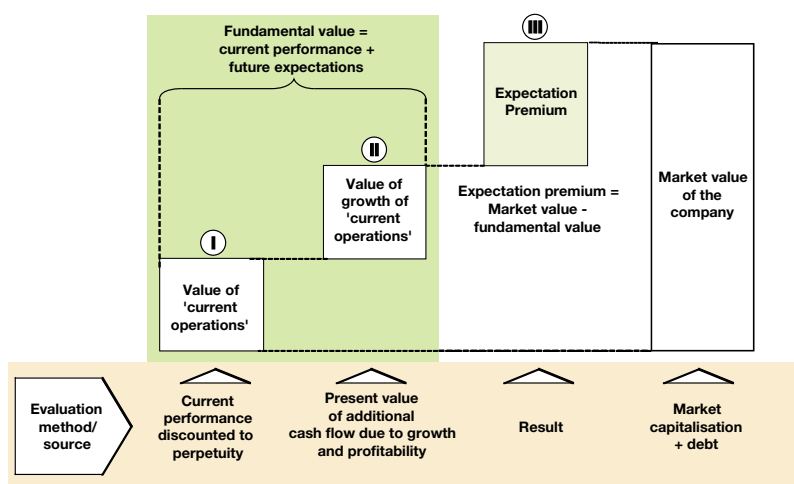 Fundamental value =
current performance +
future expectations
III
Expectation
Premium
II
Value of
growth of
'current
operations'
Expectation premium =
Market value -
fundamental value
Market value
of the
company
I
Value of
'current
operations'
Evaluation
method/
source
Current
performance
discounted to
perpetuity
Present value
of additional
cash flow due to growth
and profitability
Result
Market
capitalisation
+ debt